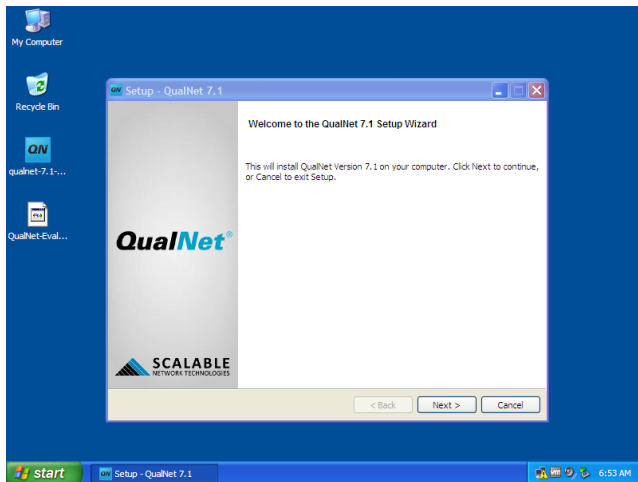 My Computer
Recycle Bin
QN
qualnet-7.1-...
QualNet-Eval...
QN Setup - QualNet 7.1
Welcome to the QualNet 7.1 Setup Wizard
This will install QualNet Version 7.1 on your computer. Click Next to continue,
or Cancel to exit Setup.
QualNet®
SCALABLE
NETWORK TECHNOLOGIES
< Back
Next >
Cancel
start
QN Setup - QualNet 7.1
6:53 AM